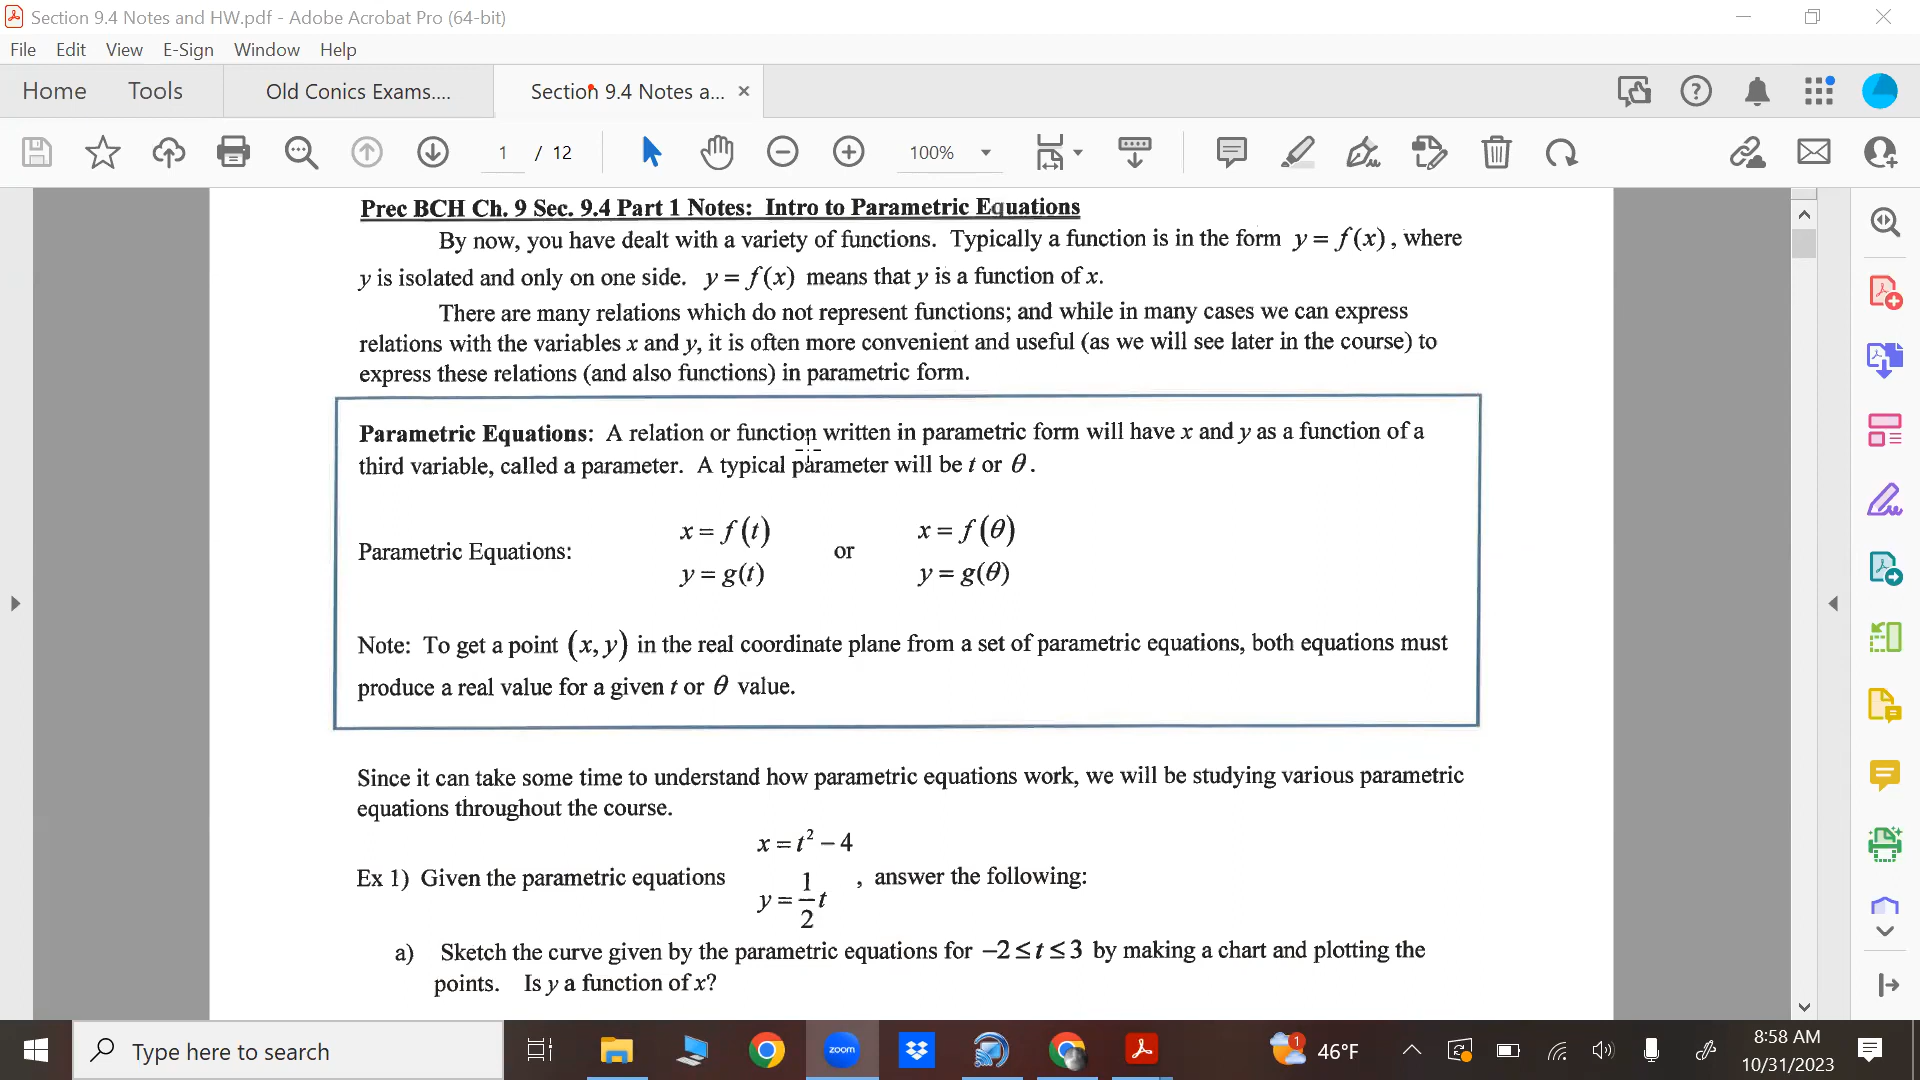 Section 9.4 Notes and HW.pdf - Adobe Acrobat Pro (64-bit)
File Edit View E-Sign Window Help
Home Tools Old Conics Exams.... Section 9.4 Notes a... ×
1 / 12 100%
Prec BCH Ch. 9 Sec. 9.4 Part 1 Notes: Intro to Parametric Equations
By now, you have dealt with a variety of functions. Typically a function is in the form y = f(x), where
y is isolated and only on one side. y = f(x) means that y is a function of x.
There are many relations which do not represent functions; and while in many cases we can express
relations with the variables x and y, it is often more convenient and useful (as we will see later in the course) to
express these relations (and also functions) in parametric form.
Parametric Equations: A relation or function written in parametric form will have x and y as a function of a
third variable, called a parameter. A typical parameter will be t or θ.
x = f(t) x = f(θ)
Parametric Equations: or
y = g(t) y = g(θ)
Note: To get a point (x, y) in the real coordinate plane from a set of parametric equations, both equations must
produce a real value for a given t or θ value.
Since it can take some time to understand how parametric equations work, we will be studying various parametric
equations throughout the course.
x = t² – 4
Ex 1) Given the parametric equations , answer the following:
y = 1/2 t
a) Sketch the curve given by the parametric equations for –2 ≤ t ≤ 3 by making a chart and plotting the
points. Is y a function of x?
Type here to search zoom 1 46°F 8:58 AM
10/31/2023